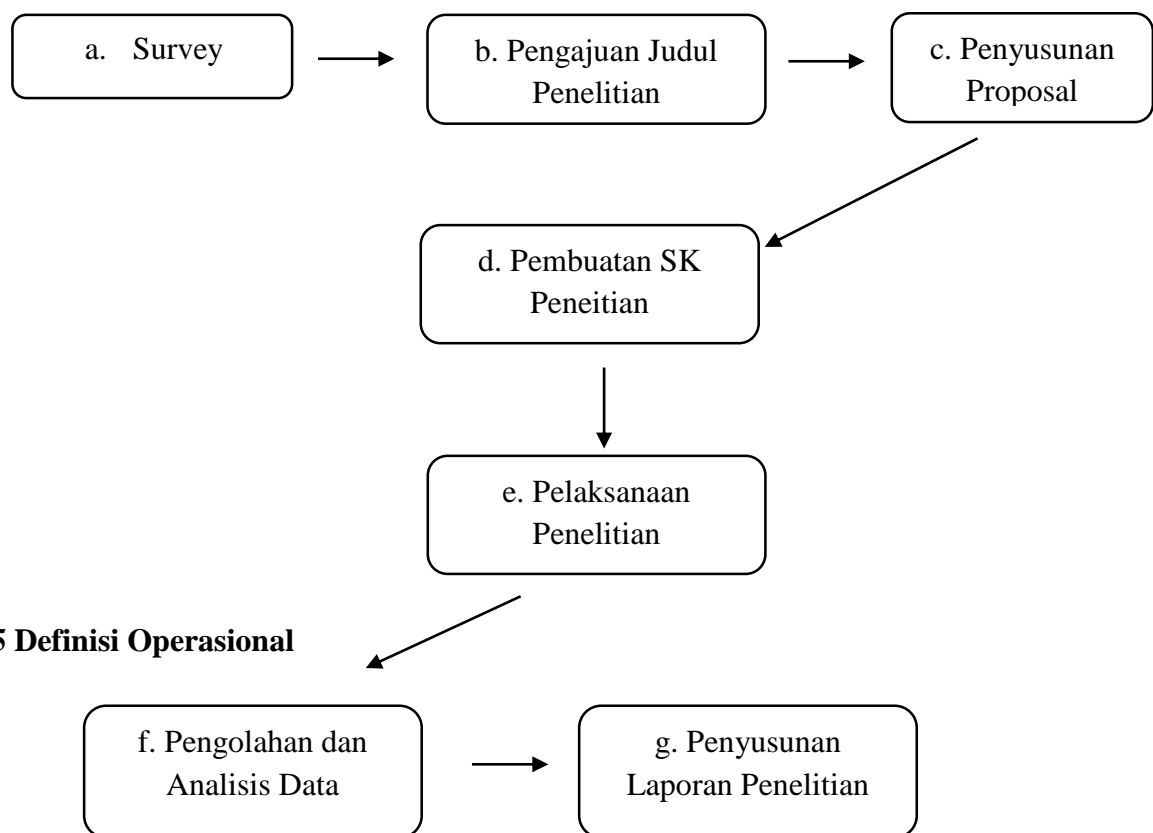 a. Survey
b. Pengajuan Judul
Penelitian
c. Penyusunan
Proposal
d. Pembuatan SK
Peneitian
e. Pelaksanaan
Penelitian
5 Definisi Operasional
f. Pengolahan dan
Analisis Data
g. Penyusunan
Laporan Penelitian